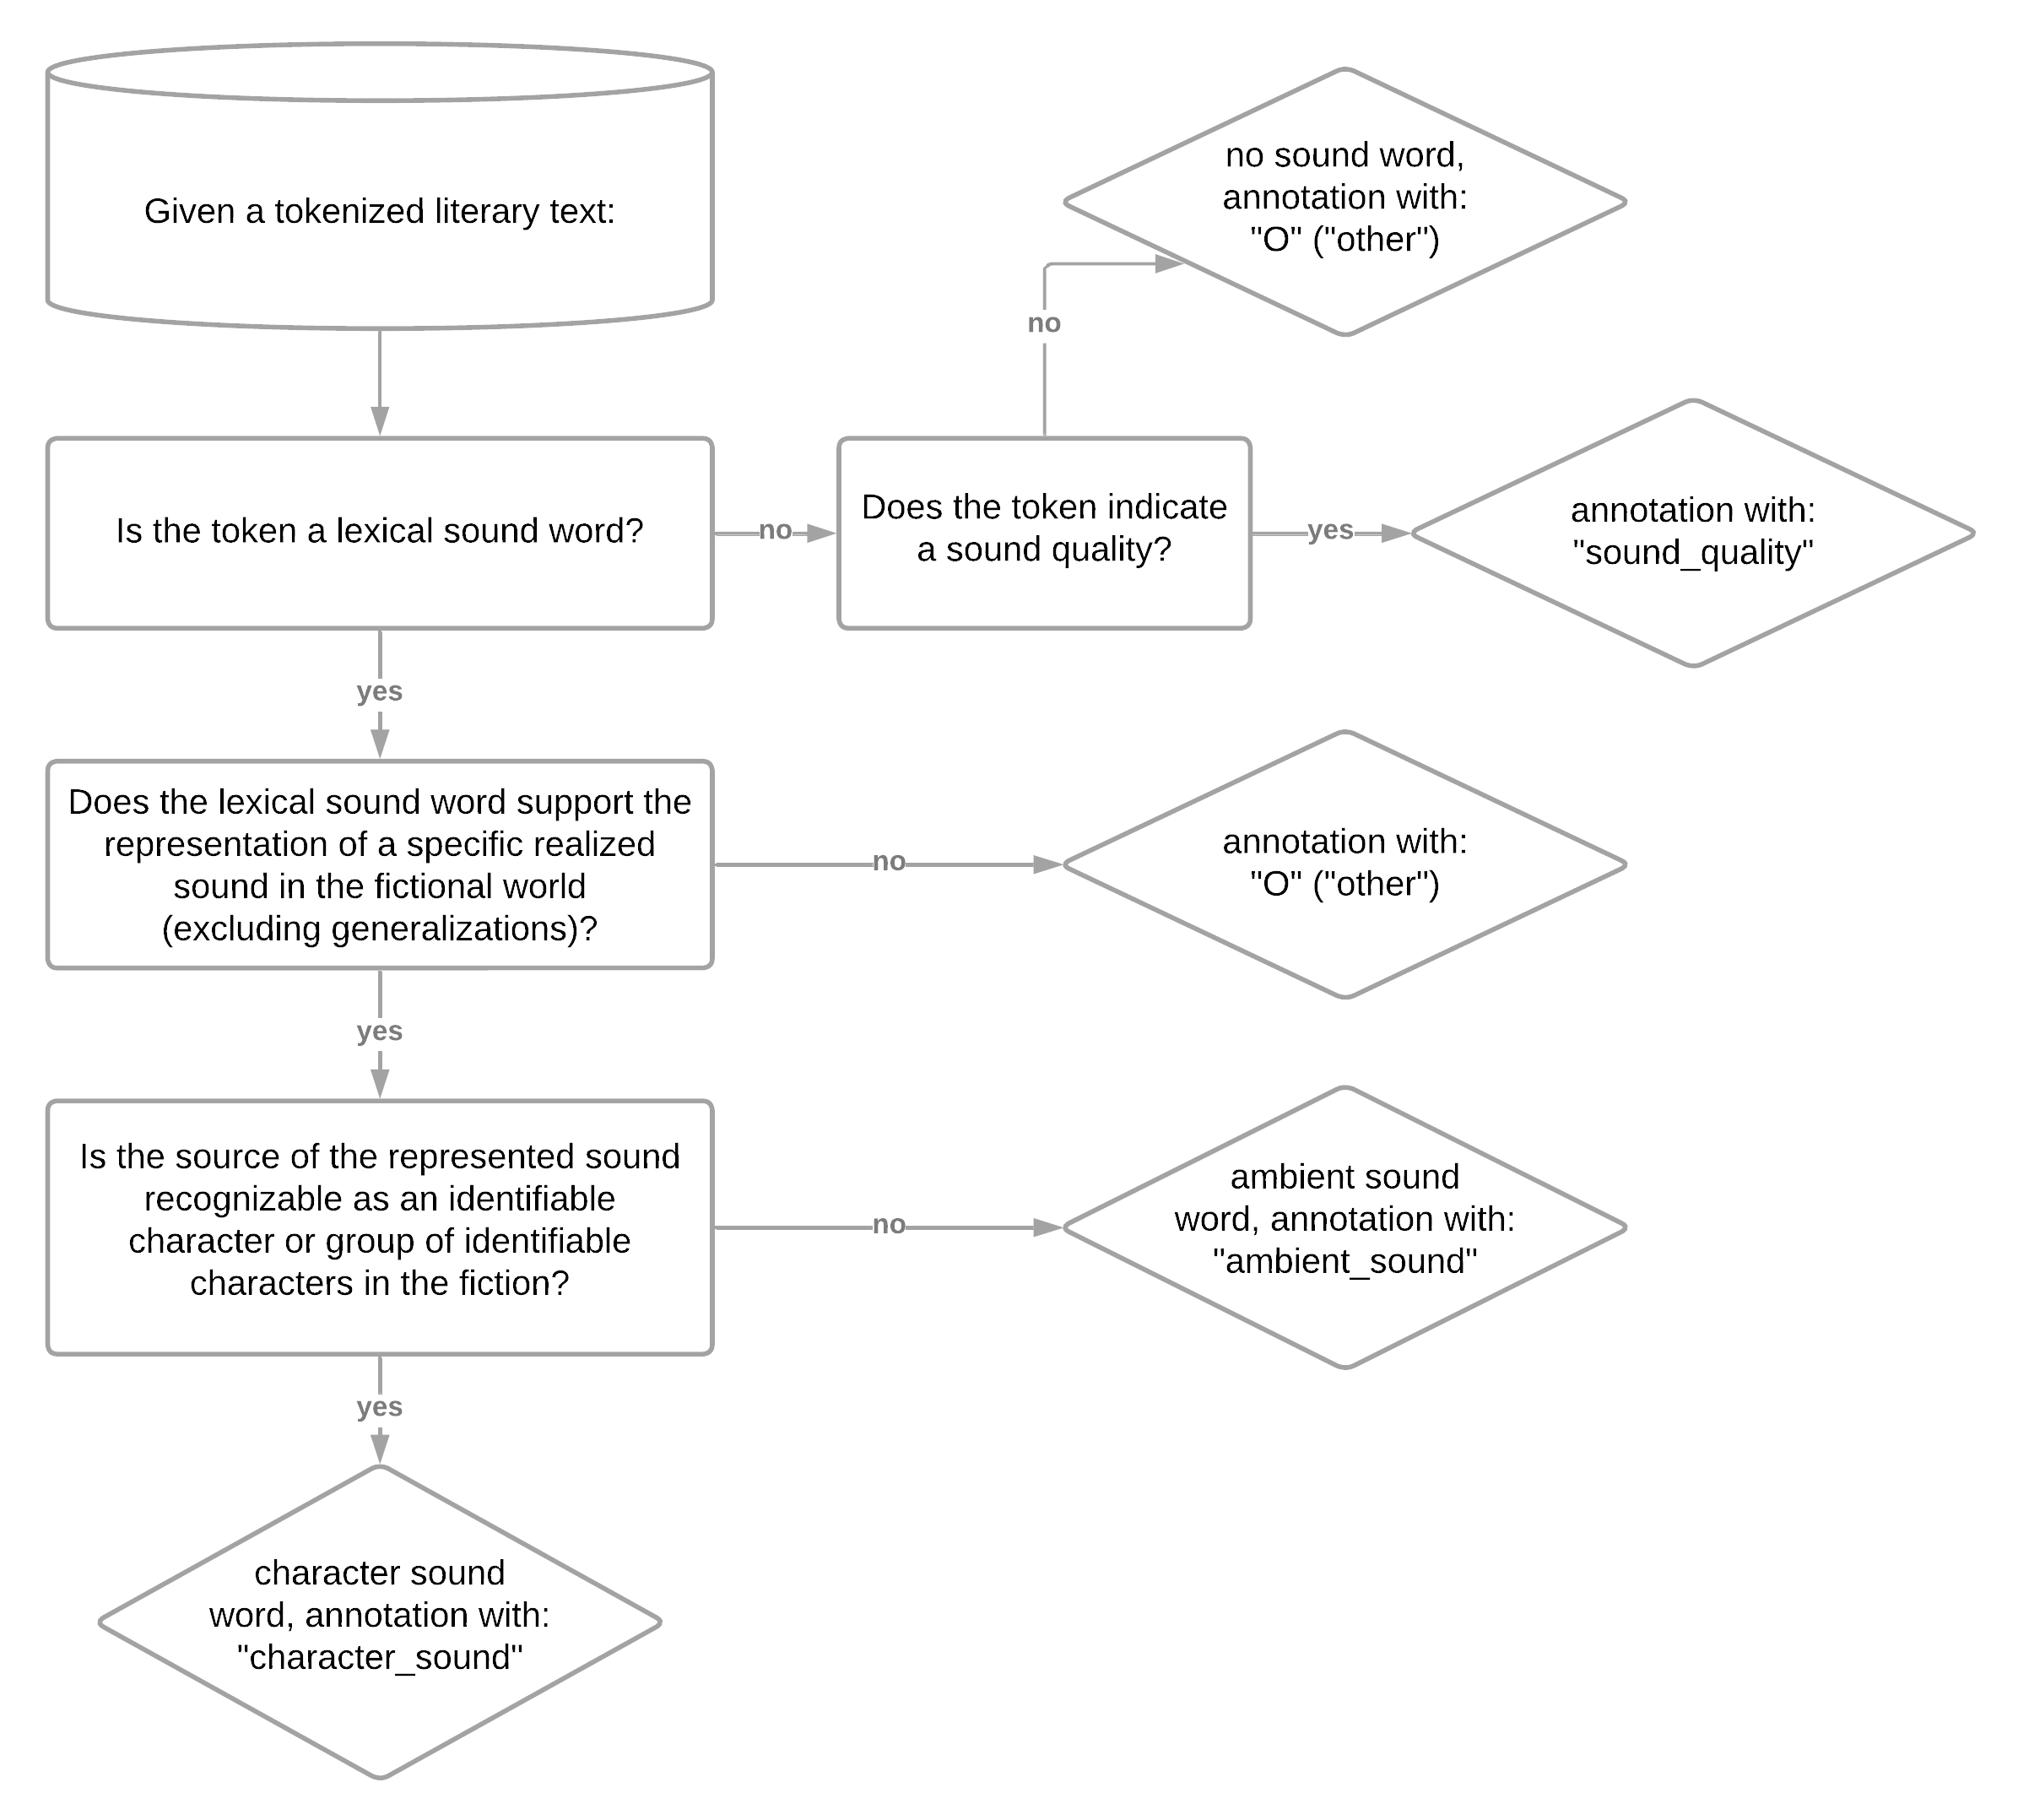 Given a tokenized literary text:
no sound word,
annotation with:
"O" ("other")
no
Is the token a lexical sound word?
no
Does the token indicate
a sound quality?
yes
annotation with:
"sound_quality"
yes
Does the lexical sound word support the
representation of a specific realized
sound in the fictional world
(excluding generalizations)?
no
annotation with:
"O" ("other")
yes
Is the source of the represented sound
recognizable as an identifiable
character or group of identifiable
characters in the fiction?
no
ambient sound
word, annotation with:
"ambient_sound"
yes
character sound
word, annotation with:
"character_sound"